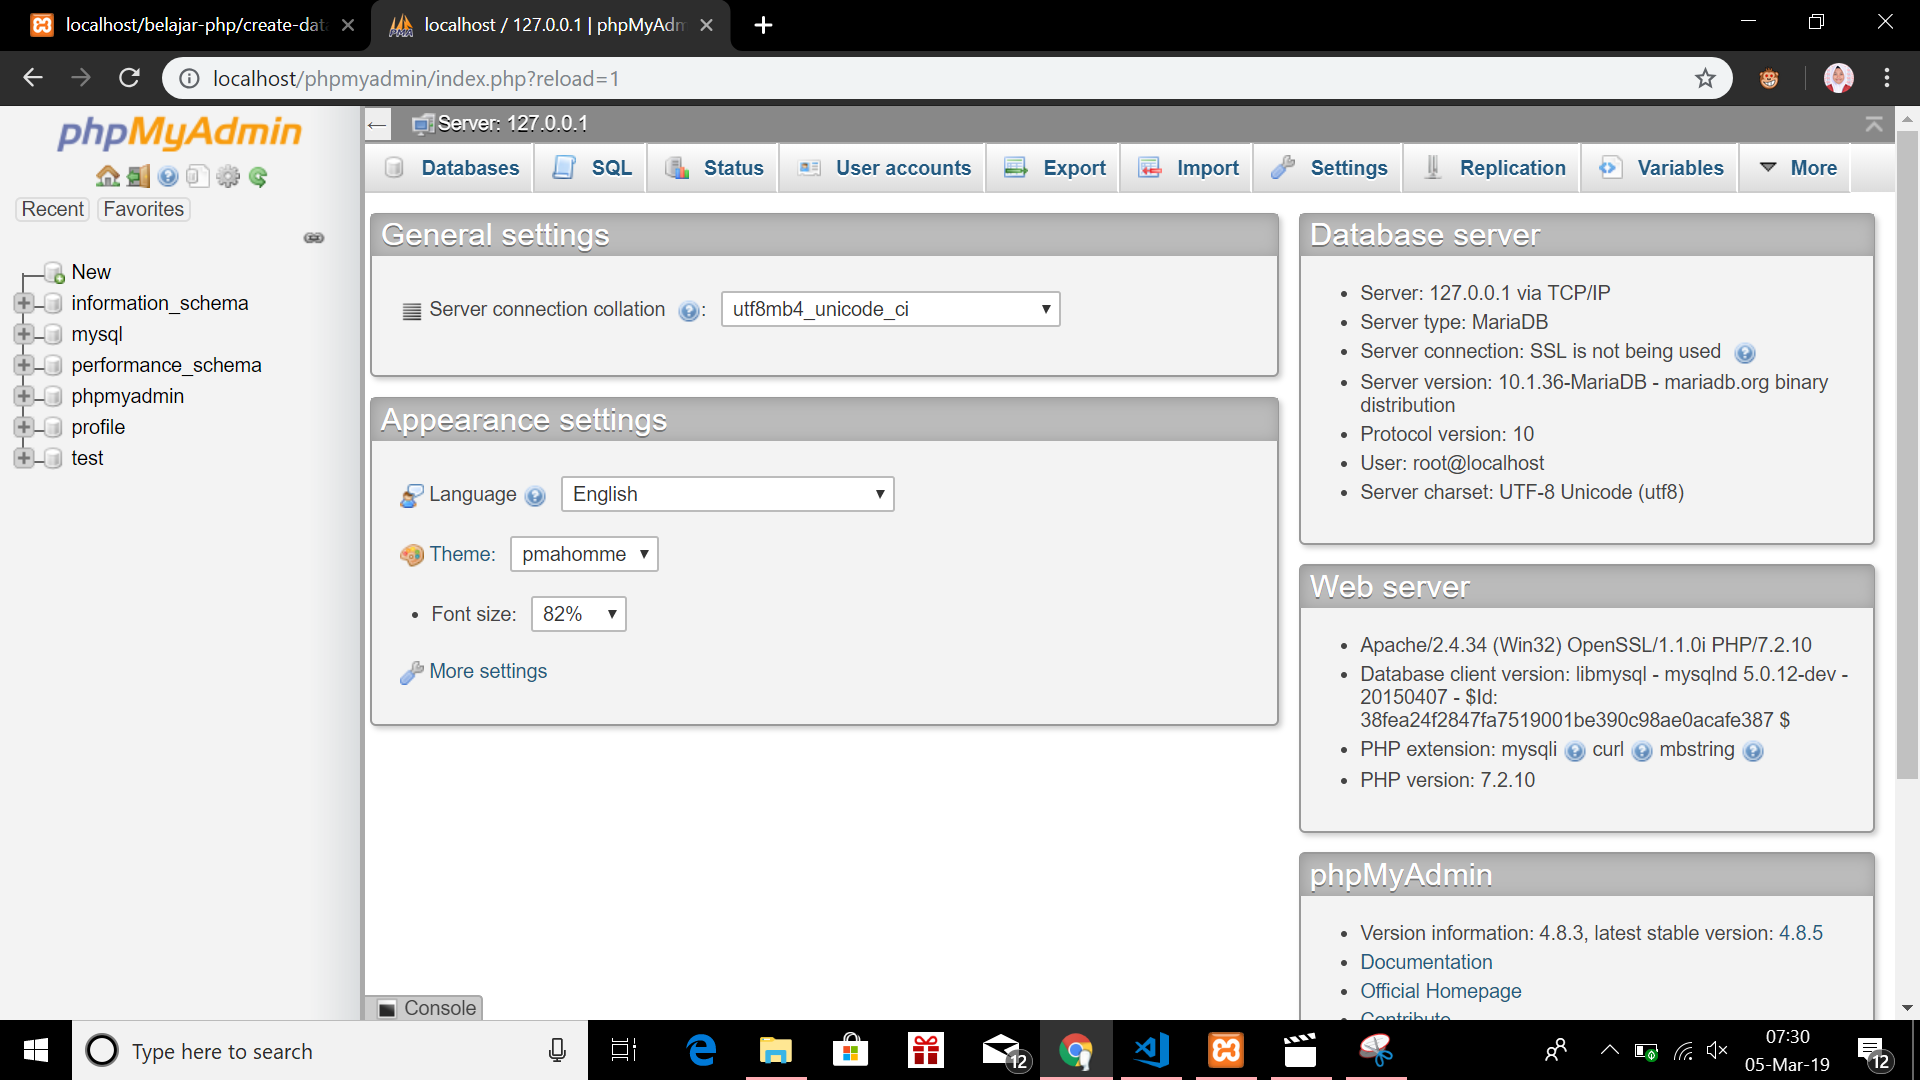 localhost/belajar-php/create-dat
localhost / 127.0.0.1 | phpMyAdm
localhost/phpmyadmin/index.php?reload=1
phpMyAdmin
Recent
Favorites
New
information_schema
mysql
performance_schema
phpmyadmin
profile
test
Server: 127.0.0.1
Databases
SQL
Status
User accounts
Export
Import
Settings
Replication
Variables
More
General settings
Server connection collation :
utf8mb4_unicode_ci
Appearance settings
Language
English
Theme:
pmahomme
Font size:
82%
More settings
Database server
Server: 127.0.0.1 via TCP/IP
Server type: MariaDB
Server connection: SSL is not being used
Server version: 10.1.36-MariaDB - mariadb.org binary
distribution
Protocol version: 10
User: root@localhost
Server charset: UTF-8 Unicode (utf8)
Web server
Apache/2.4.34 (Win32) OpenSSL/1.1.0i PHP/7.2.10
Database client version: libmysql - mysqlnd 5.0.12-dev -
20150407 - $Id:
38fea24f2847fa7519001be390c98ae0acafe387 $
PHP extension: mysqli curl mbstring
PHP version: 7.2.10
phpMyAdmin
Version information: 4.8.3, latest stable version: 4.8.5
Documentation
Official Homepage
Contribute
Console
Type here to search
12
07:30
05-Mar-19
12